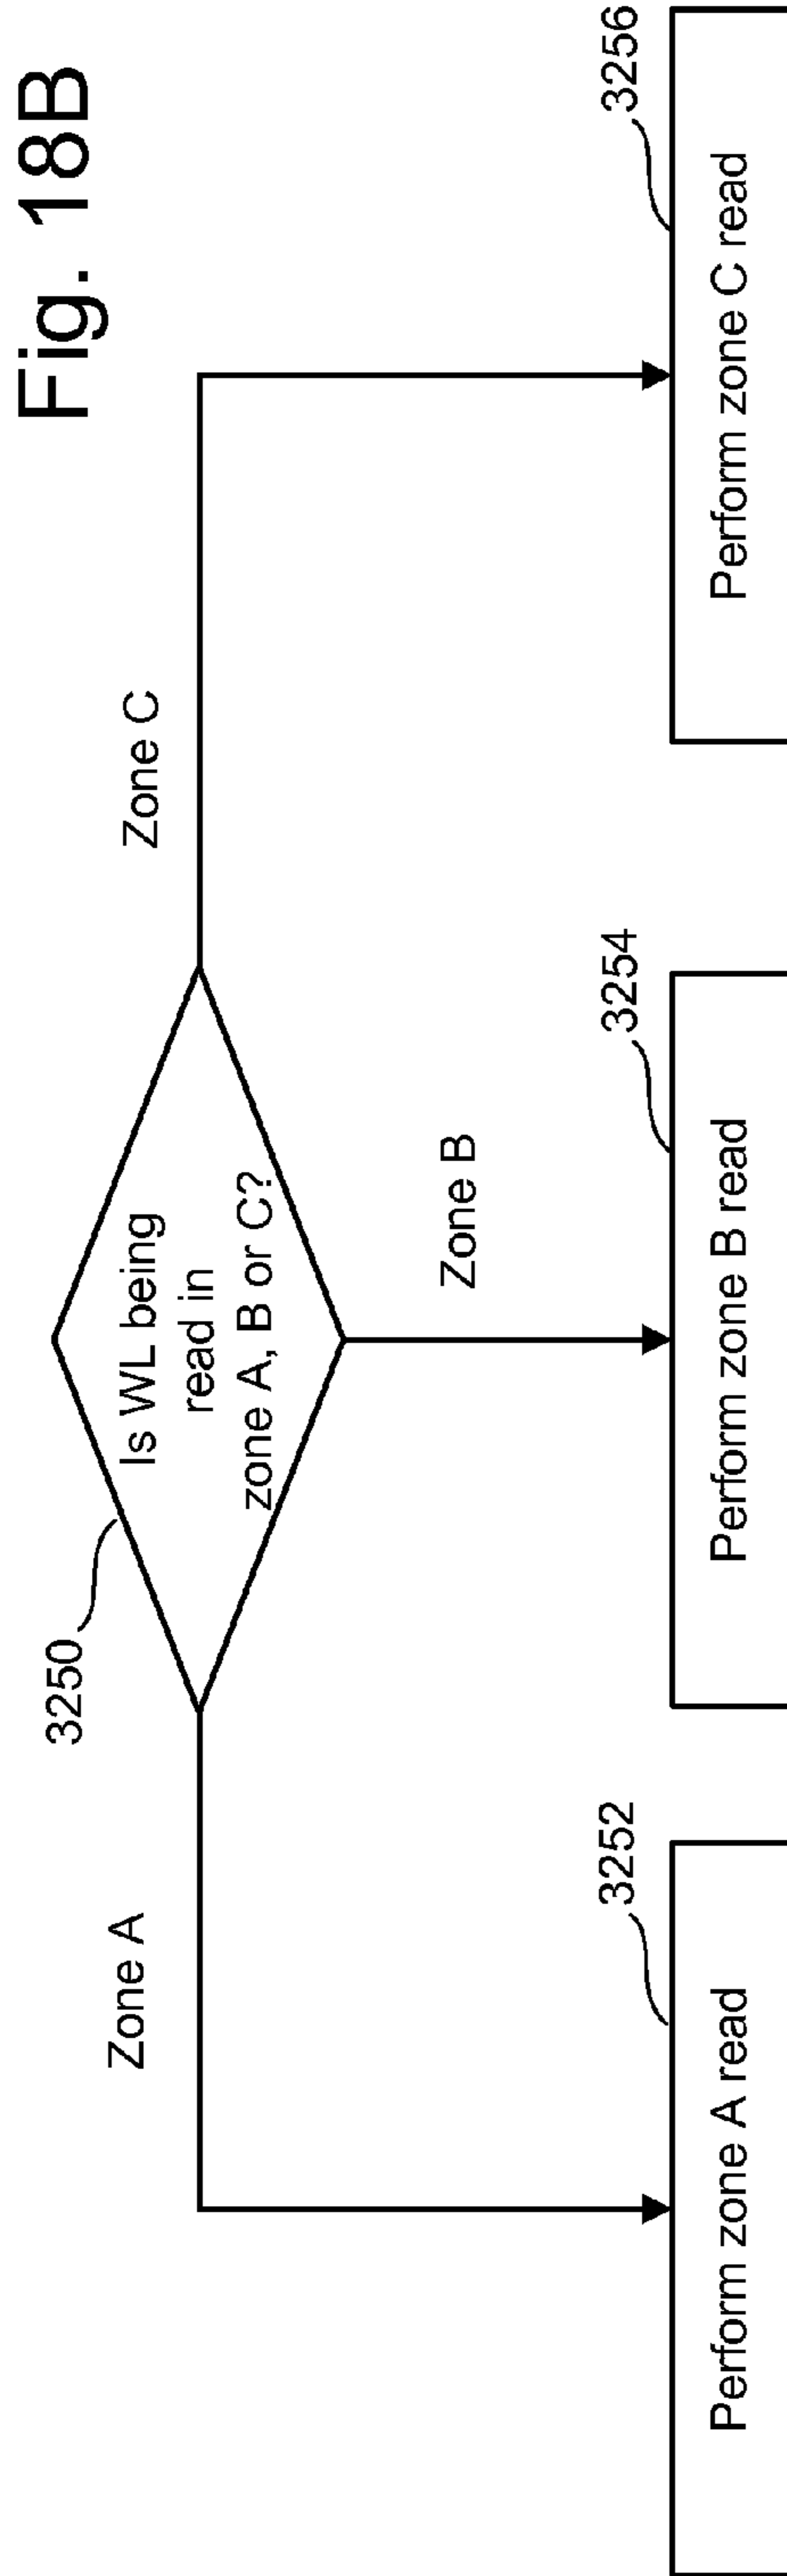 Fig. 18B
3250
Is WL being
read in
zone A, B or C?
Zone A
Zone B
Zone C
3252
Perform zone A read
3254
Perform zone B read
3256
Perform zone C read